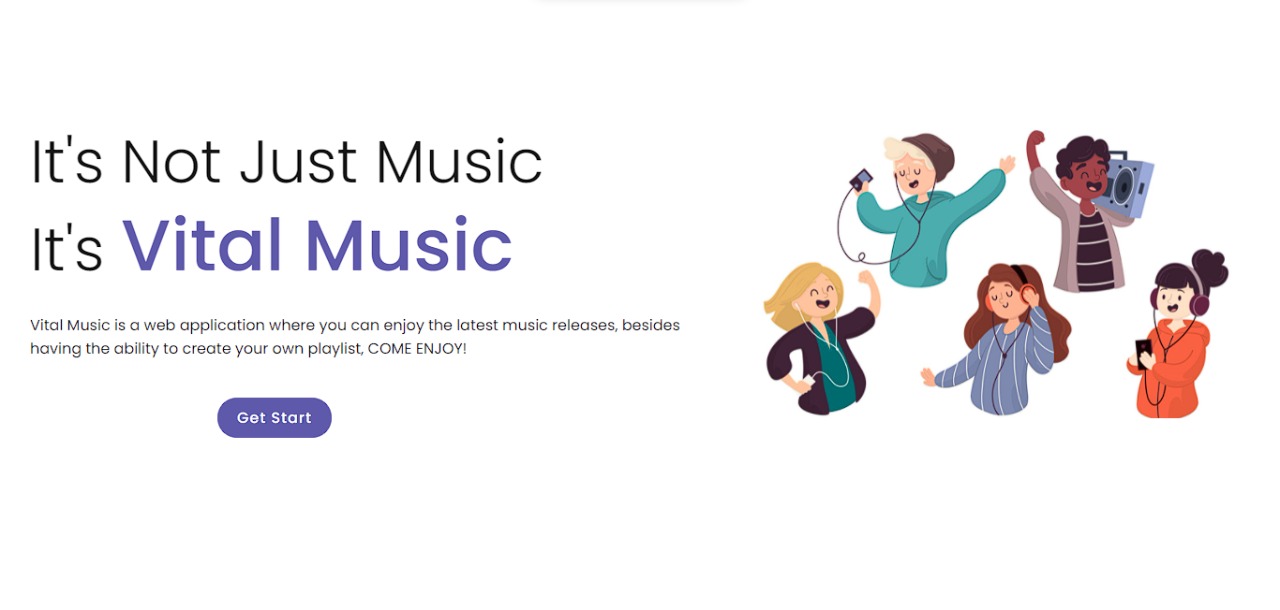 It's Not Just Music
It's Vital Music
Vital Music is a web application where you can enjoy the latest music releases, besides
having the ability to create your own playlist, COME ENJOY!
Get Start